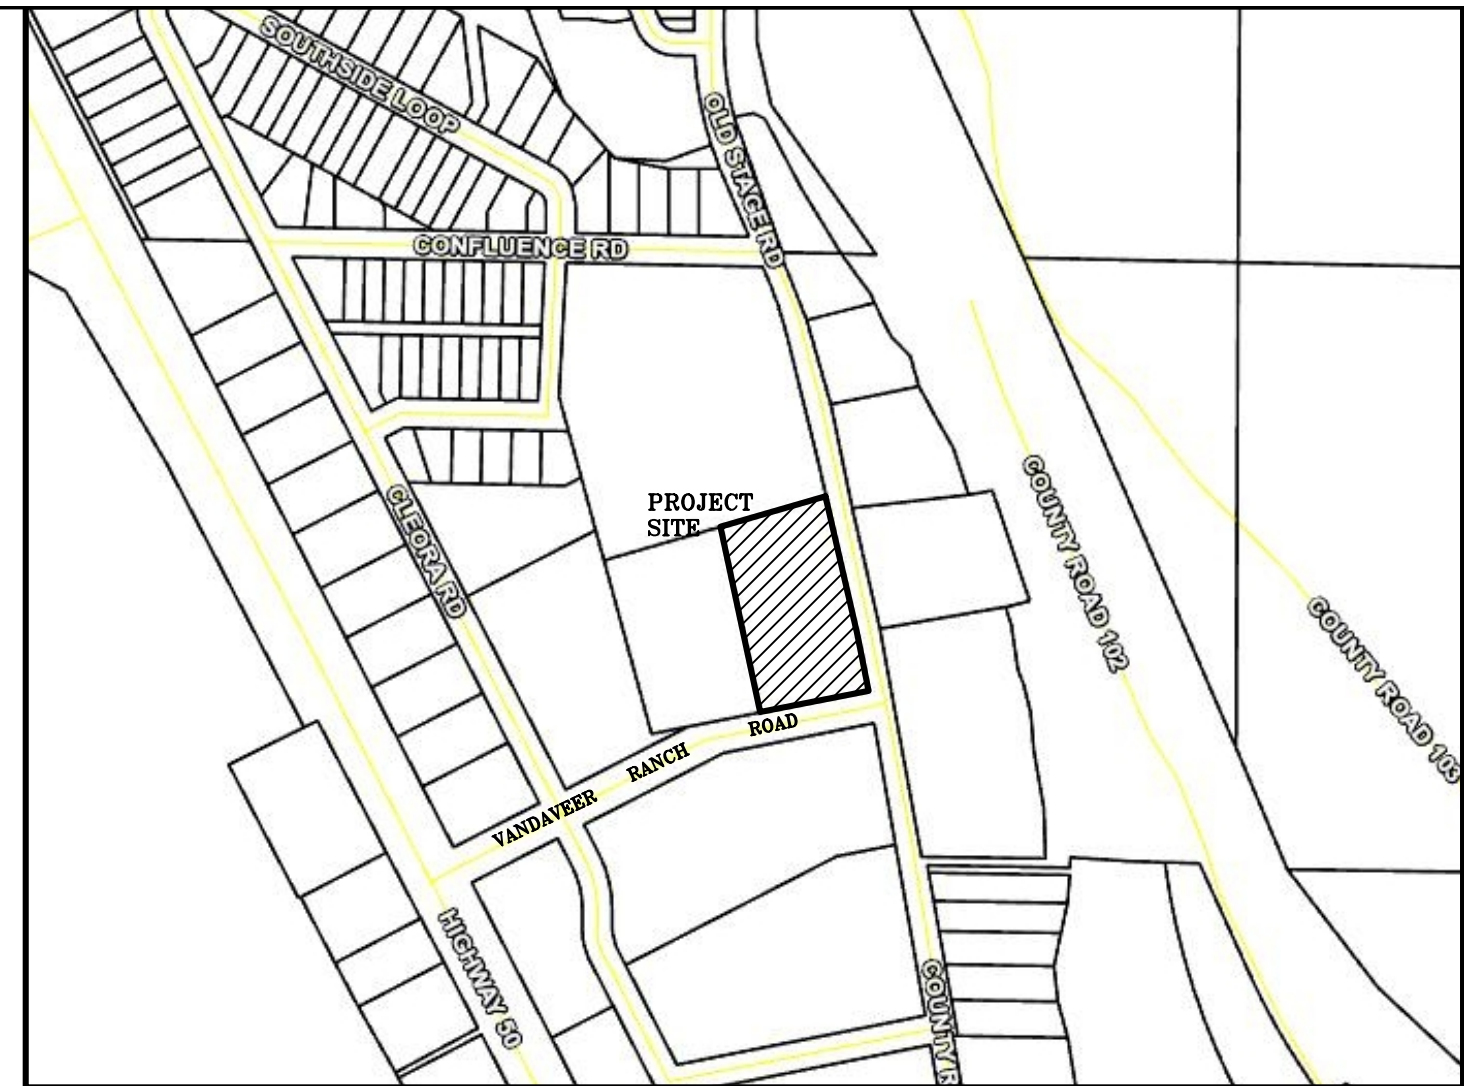 SOUTHSIDE LOOP
OLD STAGE RD
CONFLUENCE RD
PROJECT
SITE
CLEORA RD
COUNTY ROAD 102
COUNTY ROAD 103
VANDAVEER RANCH ROAD
HIGHWAY 50
COUNTY R